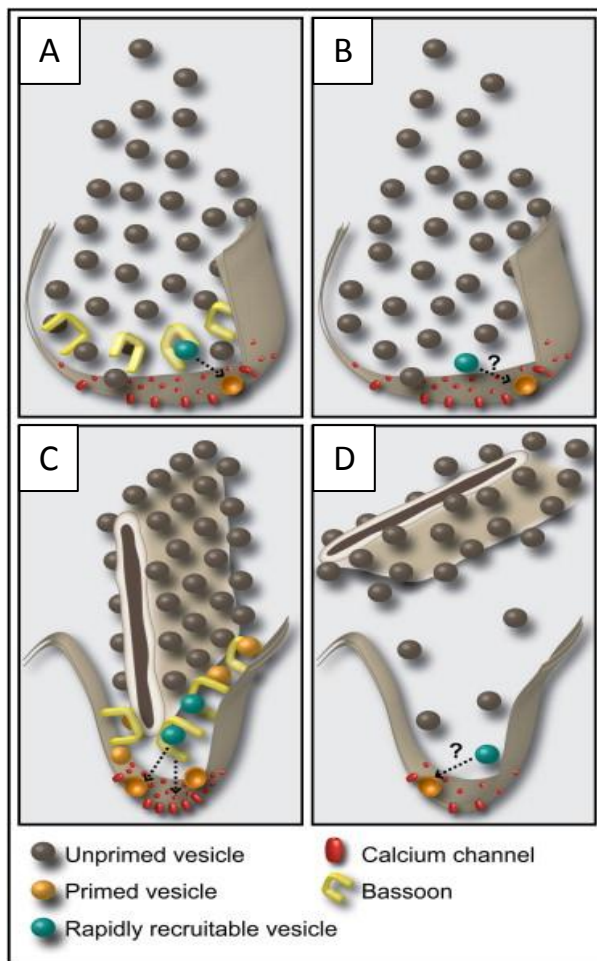 A
B
?
C
D
?
Unprimed vesicle
Calcium channel
Primed vesicle
Bassoon
Rapidly recruitable vesicle